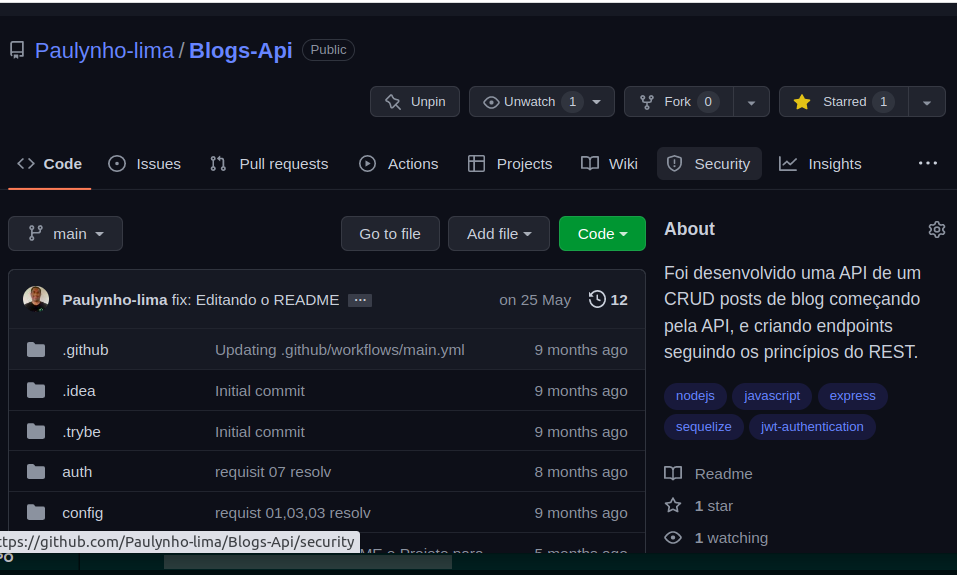 Paulynho-lima / Blogs-Api Public
Unpin Unwatch 1 Fork 0 Starred 1
Code Issues Pull requests Actions Projects Wiki Security Insights ···
main Go to file Add file Code
Paulynho-lima fix: Editando o README ··· on 25 May 12
.github Updating .github/workflows/main.yml 9 months ago
.idea Initial commit 9 months ago
.trybe Initial commit 9 months ago
auth requisit 07 resolv 8 months ago
config requist 01,03,03 resolv 9 months ago
ME e Projeto para 5 months ago
ttps://github.com/Paulynho-lima/Blogs-Api/security
PO
About
Foi desenvolvido uma API de um
CRUD posts de blog começando
pela API, e criando endpoints
seguindo os princípios do REST.
nodejs javascript express
sequelize jwt-authentication
Readme
1 star
1 watching